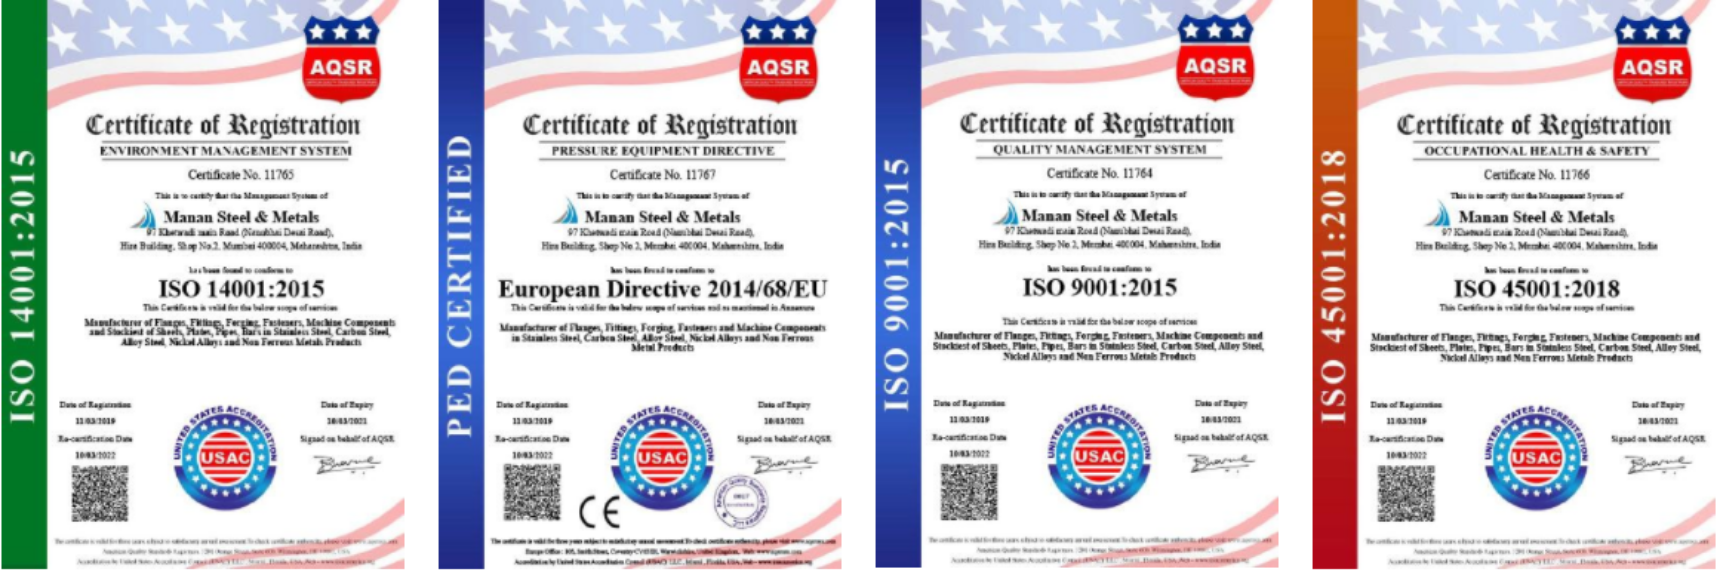 ISO 14001:2015
AQSR
Certificate of Registration
ENVIRONMENT MANAGEMENT SYSTEM
Certificate No. 11765
This is to certify that the Management System of
Manan Steel & Metals
97 Khetwadi main Road (Nanubhai Desai Road),
Hira Building, Shop No.2, Mumbai 400004, Maharashtra, India
has been found to conform to
ISO 14001:2015
This Certificate is valid for the below scope of services
Manufacturer of Flanges, Fittings, Forging, Fasteners, Machine Components
and Stockiest of Sheets, Plates, Pipes, Bars in Stainless Steel, Carbon Steel,
Alloy Steel, Nickel Alloys and Non Ferrous Metals Products
Date of Registration
11/03/2019
Date of Expiry
10/03/2021
Re-certification Date
10/03/2022
Signed on behalf of AQSR
UNITED STATES ACCREDITATION
USAC
PED CERTIFIED
AQSR
Certificate of Registration
PRESSURE EQUIPMENT DIRECTIVE
Certificate No. 11767
This is to certify that the Management System of
Manan Steel & Metals
97 Khetwadi main Road (Nanubhai Desai Road),
Hira Building, Shop No 2, Mumbai 400004, Maharashtra, India
has been found to conform to
European Directive 2014/68/EU
This Certificate is valid for the below scope of services and as mentioned in Annexure
Manufacturer of Flanges, Fittings, Forging, Fasteners and Machine Components
in Stainless Steel, Carbon Steel, Alloy Steel, Nickel Alloys and Non Ferrous
Metal Products
Date of Registration
11/03/2019
Date of Expiry
10/03/2021
Re-certification Date
10/03/2022
Signed on behalf of AQSR
UNITED STATES ACCREDITATION
USAC
CE
ISO 9001:2015
AQSR
Certificate of Registration
QUALITY MANAGEMENT SYSTEM
Certificate No. 11764
This is to certify that the Management System of
Manan Steel & Metals
97 Khetwadi main Road (Nanubhai Desai Road),
Hira Building, Shop No 2, Mumbai 400004, Maharashtra, India
has been found to conform to
ISO 9001:2015
This Certificate is valid for the below scope of services
Manufacturer of Flanges, Fittings, Forging, Fasteners, Machine Components and
Stockiest of Sheets, Plates, Pipes, Bars in Stainless Steel, Carbon Steel, Alloy Steel,
Nickel Alloys and Non Ferrous Metals Products
Date of Registration
11/03/2019
Date of Expiry
10/03/2021
Re-certification Date
10/03/2022
Signed on behalf of AQSR
UNITED STATES ACCREDITATION
USAC
ISO 45001:2018
AQSR
Certificate of Registration
OCCUPATIONAL HEALTH & SAFETY
Certificate No. 11766
This is to certify that the Management System of
Manan Steel & Metals
97 Khetwadi main Road (Nanubhai Desai Road),
Hira Building, Shop No 2, Mumbai 400004, Maharashtra, India
has been found to conform to
ISO 45001:2018
This Certificate is valid for the below scope of services
Manufacturer of Flanges, Fittings, Forging, Fasteners, Machine Components and
Stockiest of Sheets, Plates, Pipes, Bars in Stainless Steel, Carbon Steel, Alloy Steel,
Nickel Alloys and Non Ferrous Metals Products
Date of Registration
11/03/2019
Date of Expiry
10/03/2021
Re-certification Date
10/03/2022
Signed on behalf of AQSR
UNITED STATES ACCREDITATION
USAC